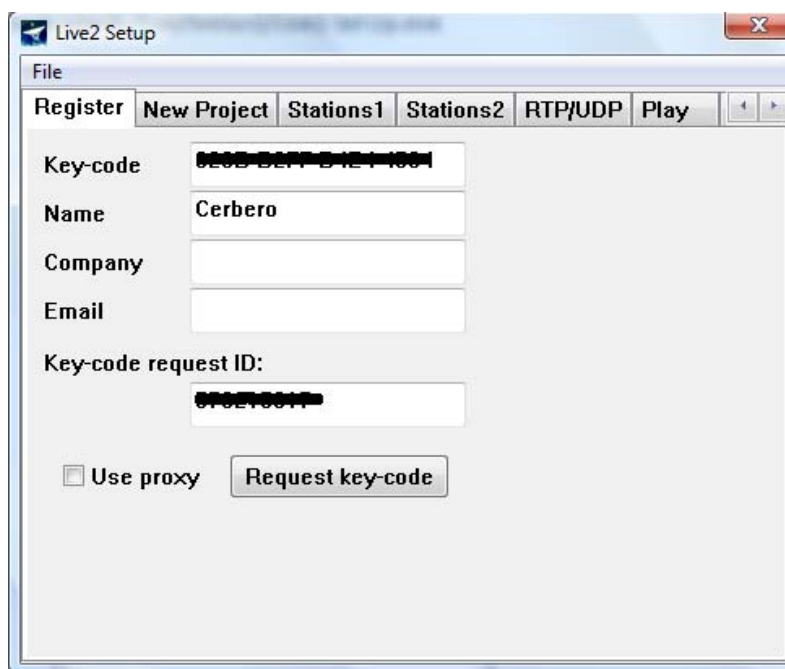 Live2 Setup
File
Register New Project Stations1 Stations2 RTP/UDP Play
Key-code
Name Cerbero
Company
Email
Key-code request ID:
Use proxy Request key-code